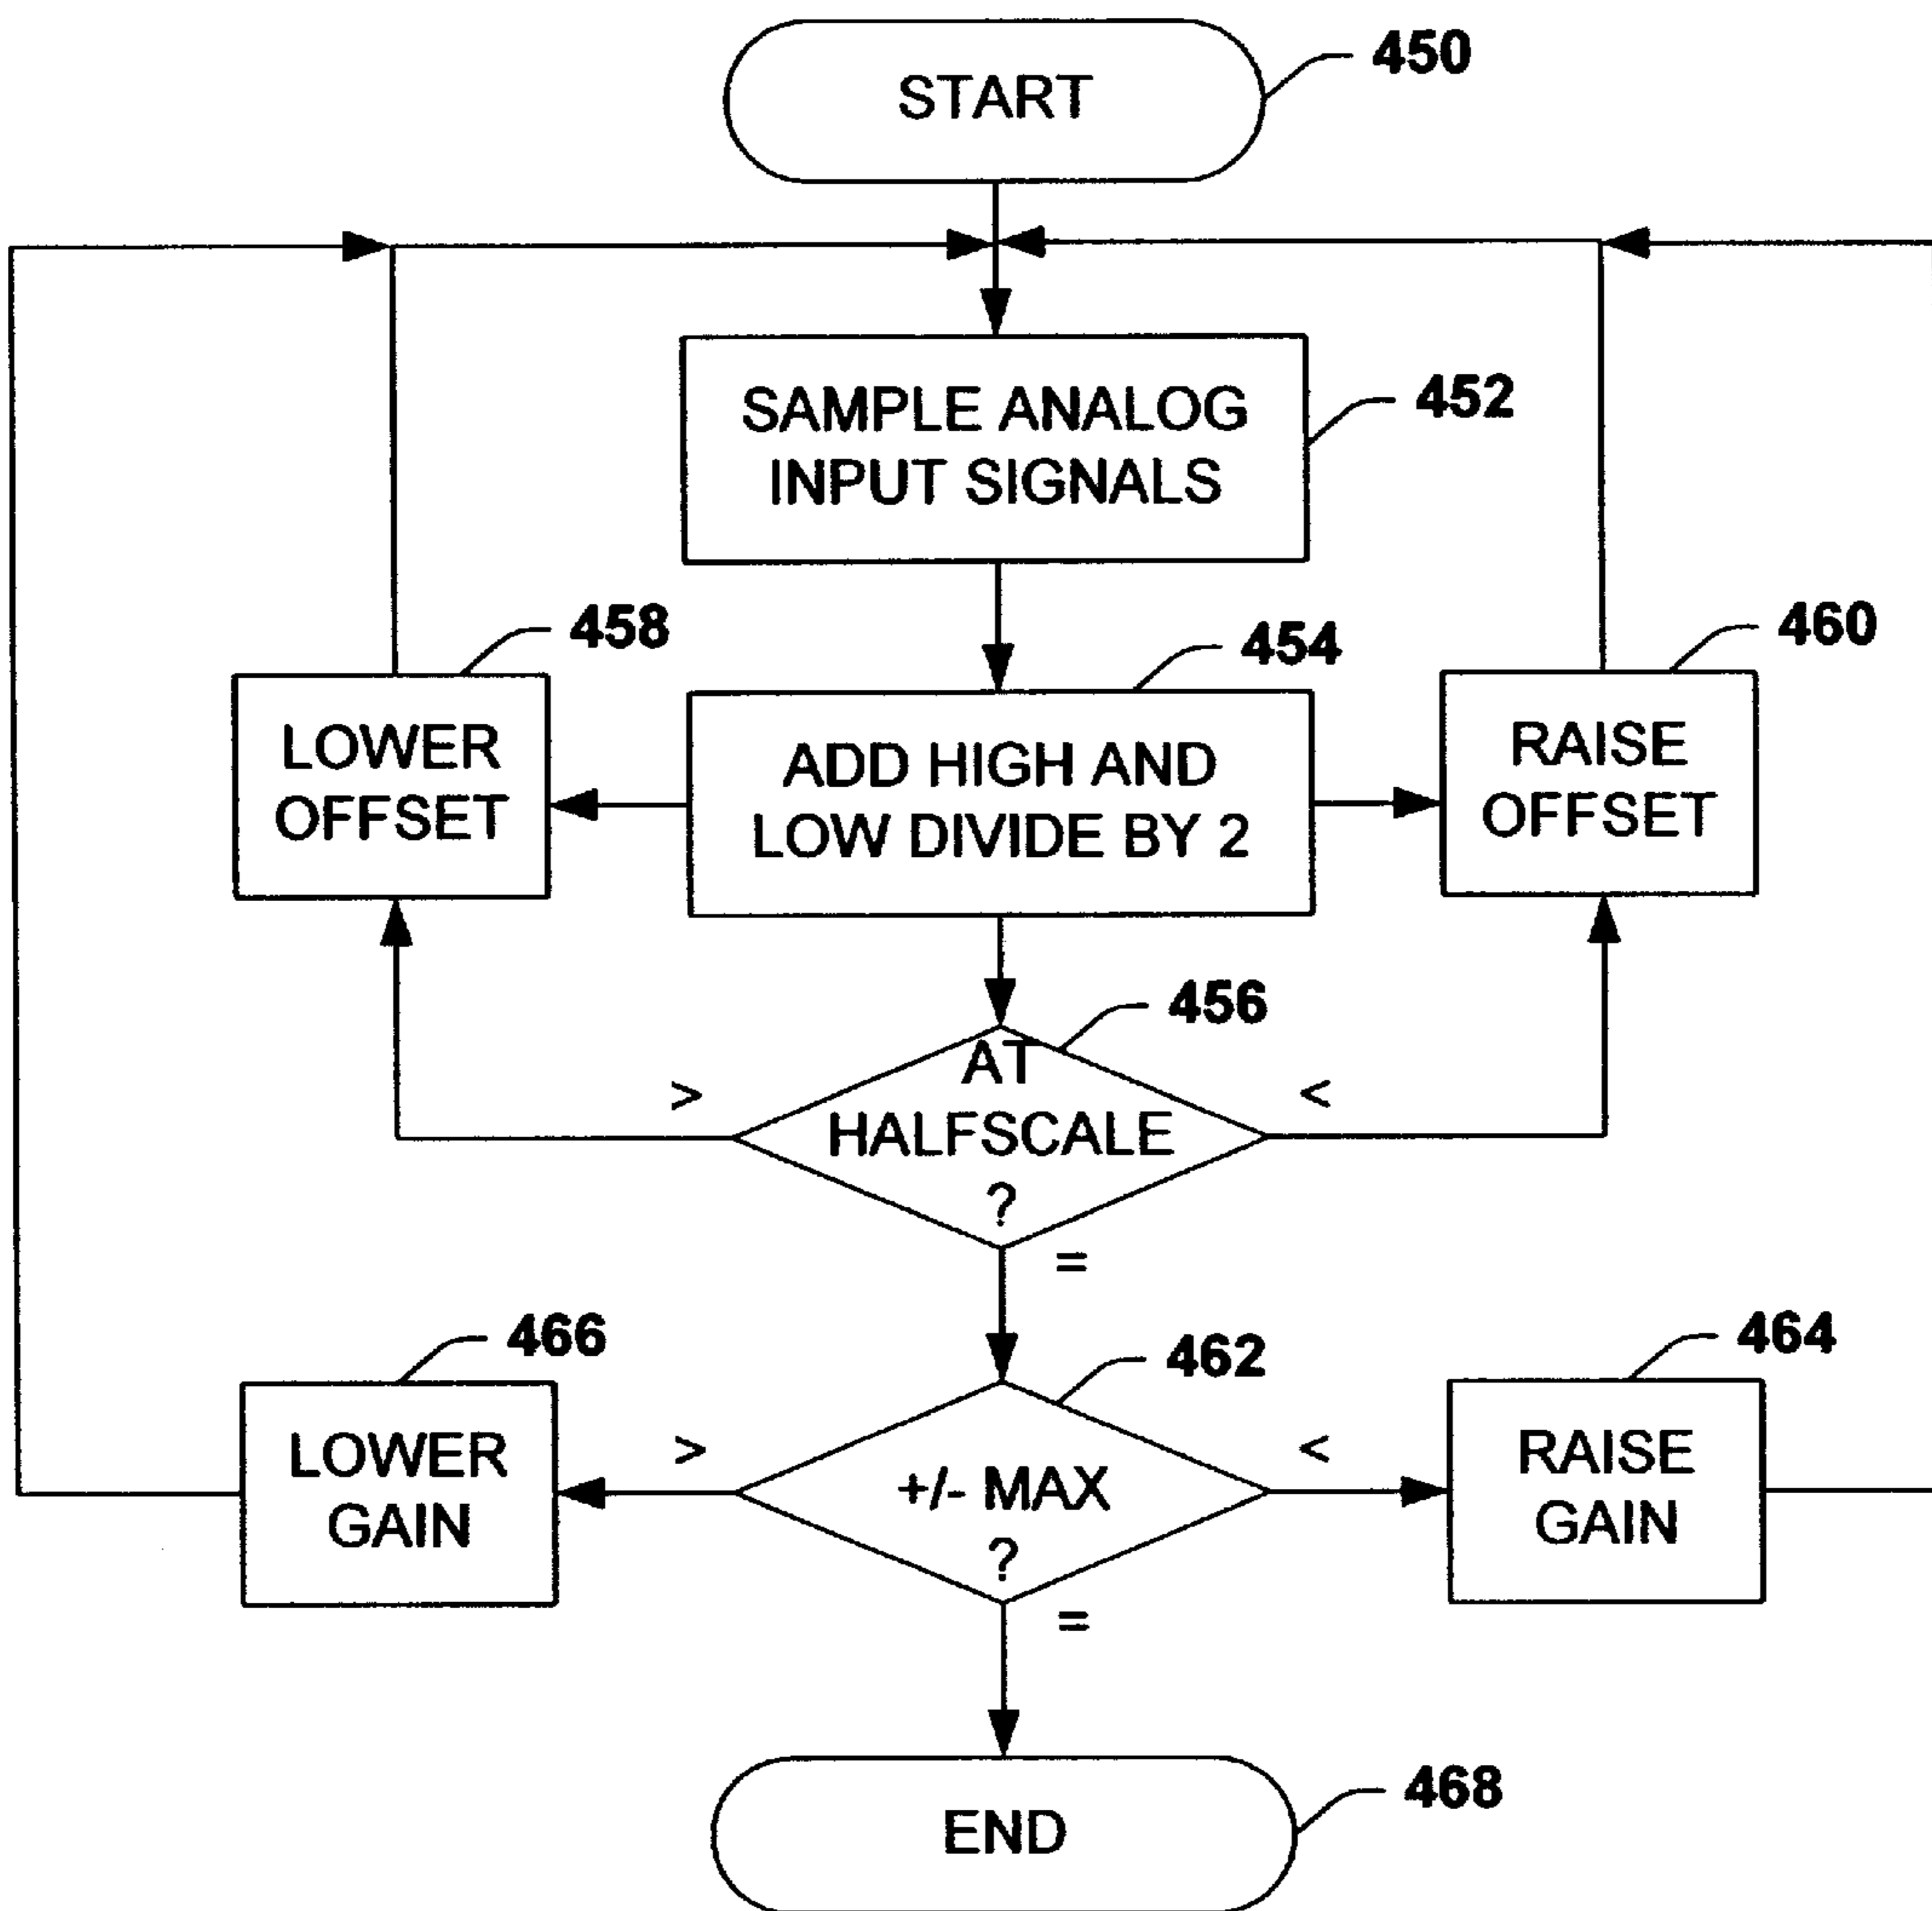 START
450
SAMPLE ANALOG
INPUT SIGNALS
452
458
454
460
LOWER
OFFSET
ADD HIGH AND
LOW DIVIDE BY 2
RAISE
OFFSET
456
>
AT
HALFSCALE
?
<
=
466
462
464
LOWER
GAIN
>
+/- MAX
?
<
RAISE
GAIN
=
END
468